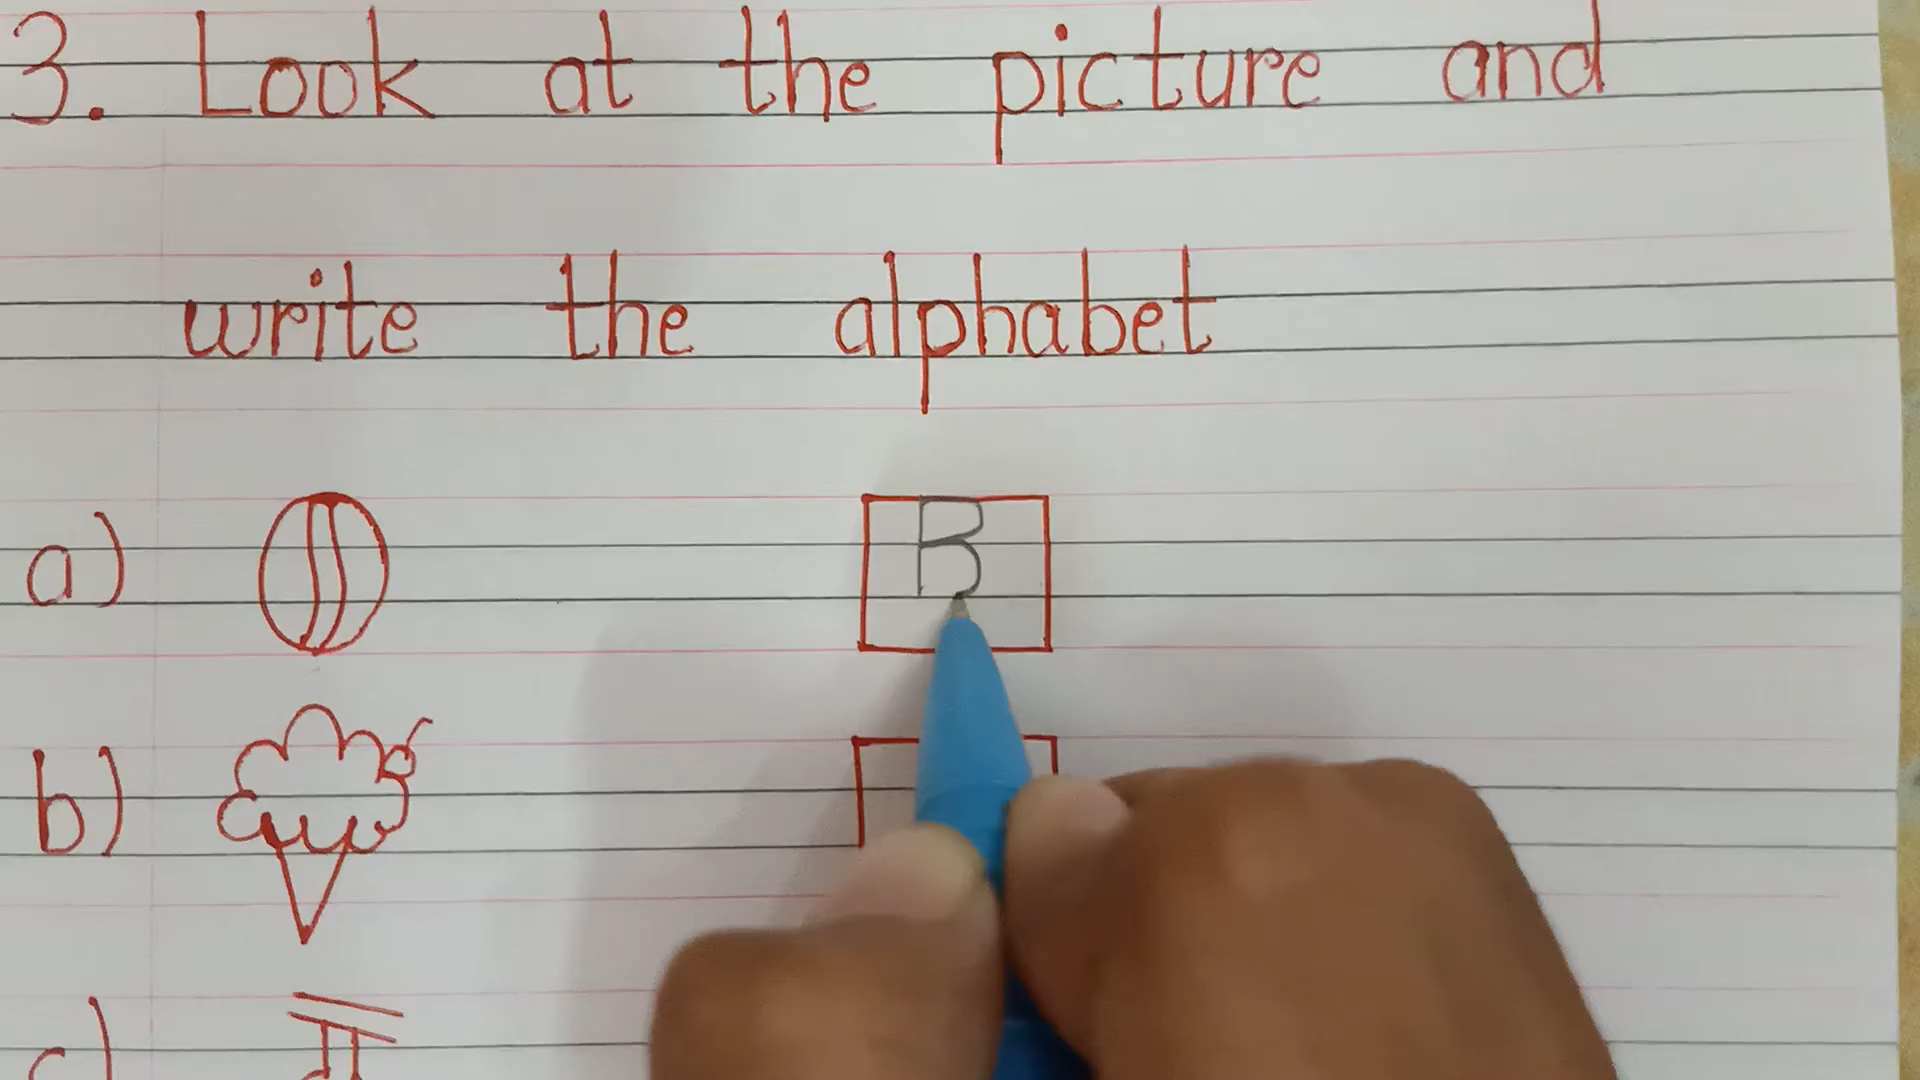 3. Look at the picture and
write the alphabet
a) B
b)
c)